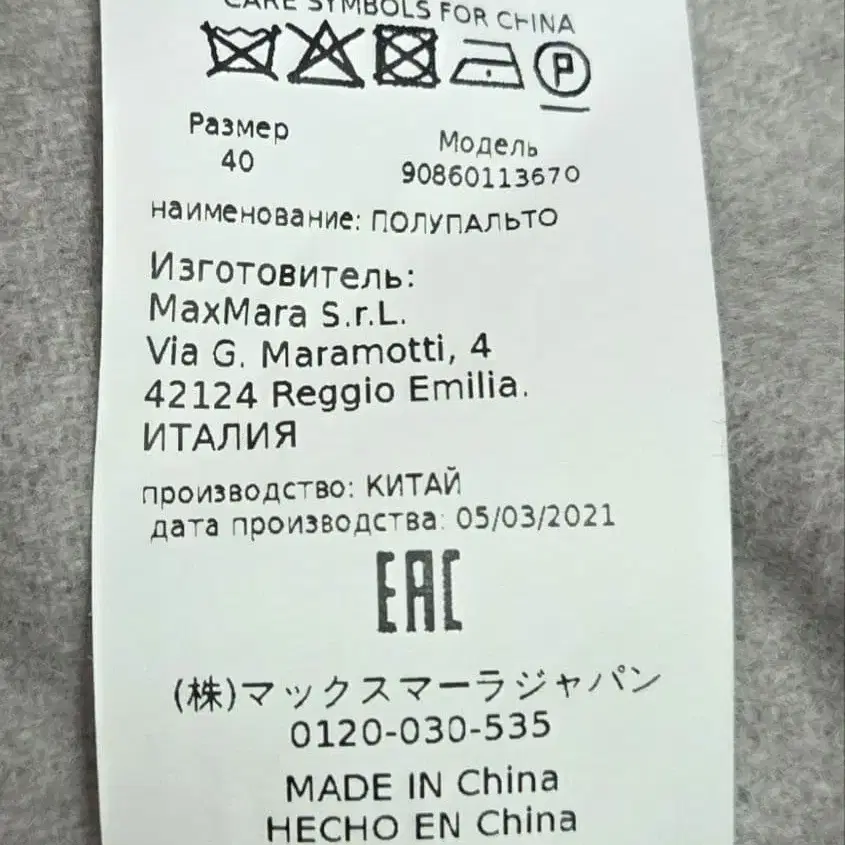 CARE SYMBOLS FOR CHINA
P
Размер
40
Модель
90860113670
наименование: ПОЛУПАЛЬТО
Изготовитель:
MaxMara S.r.L.
Via G. Maramotti, 4
42124 Reggio Emilia.
ИТАЛИЯ
производство: КИТАЙ
дата производства: 05/03/2021
EAC
(株)マックスマーラジャパン
0120-030-535
MADE IN China
HECHO EN China